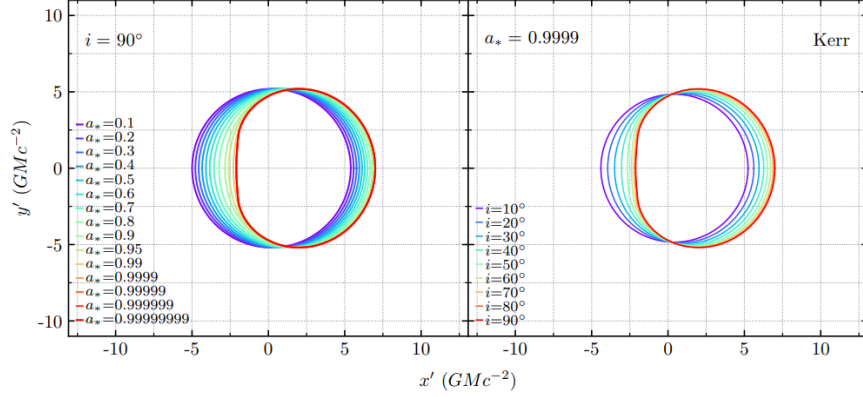 i = 90°
a* = 0.9999
Kerr
10
5
0
-5
-10
y′ (GMc⁻²)
a*=0.1
a*=0.2
a*=0.3
a*=0.4
a*=0.5
a*=0.6
a*=0.7
a*=0.8
a*=0.9
a*=0.95
a*=0.99
a*=0.9999
a*=0.99999
a*=0.999999
a*=0.99999999
i=10°
i=20°
i=30°
i=40°
i=50°
i=60°
i=70°
i=80°
i=90°
-10 -5 0 5 10 -10 -5 0 5 10
x′ (GMc⁻²)